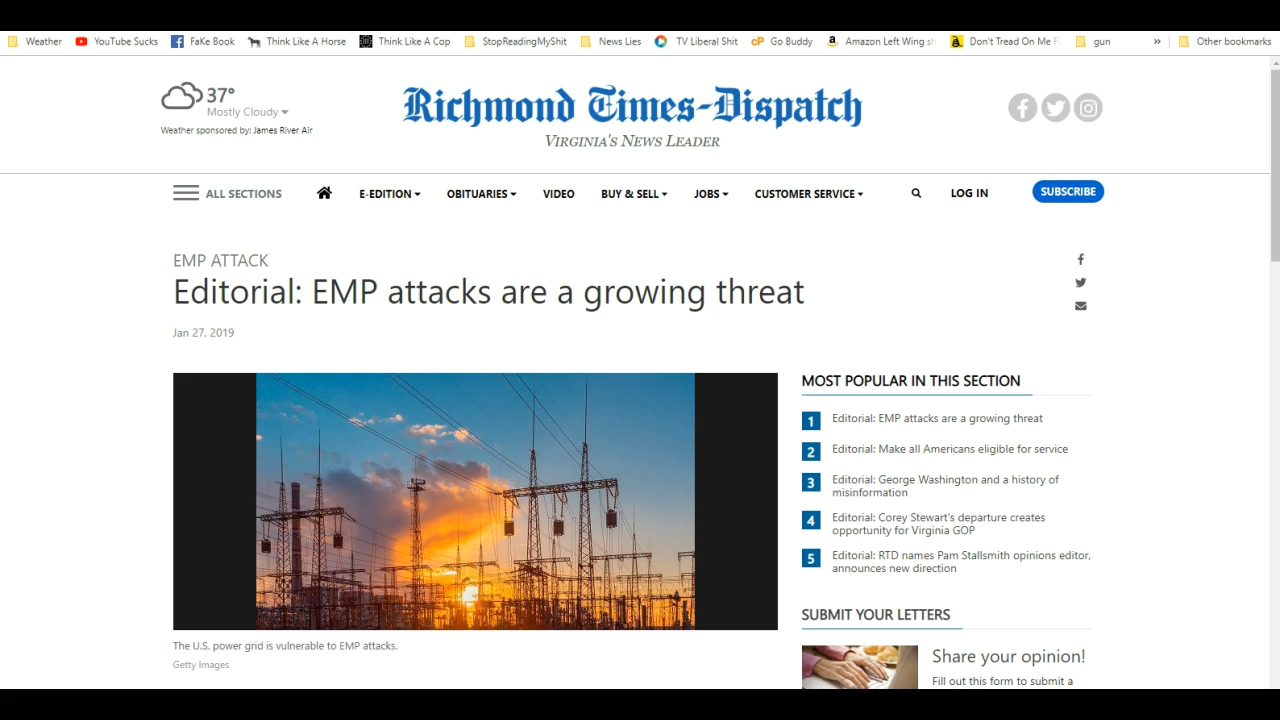 Weather
YouTube Sucks
FaKe Book
Think Like A Horse
Think Like A Cop
StopReadingMyShit
News Lies
TV Liberal Shit
Go Buddy
Amazon Left Wing
Don't Tread On Me
gun
»
Other bookmarks
37°
Mostly Cloudy
Weather sponsored by: James River Air
Richmond Times-Dispatch
VIRGINIA'S NEWS LEADER
ALL SECTIONS
E-EDITION
OBITUARIES
VIDEO
BUY & SELL
JOBS
CUSTOMER SERVICE
LOG IN
SUBSCRIBE
EMP ATTACK
Editorial: EMP attacks are a growing threat
Jan 27, 2019
The U.S. power grid is vulnerable to EMP attacks.
Getty Images
MOST POPULAR IN THIS SECTION
1 Editorial: EMP attacks are a growing threat
2 Editorial: Make all Americans eligible for service
3 Editorial: George Washington and a history of
misinformation
4 Editorial: Corey Stewart's departure creates
opportunity for Virginia GOP
5 Editorial: RTD names Pam Stallsmith opinions editor,
announces new direction
SUBMIT YOUR LETTERS
Share your opinion!
Fill out this form to submit a